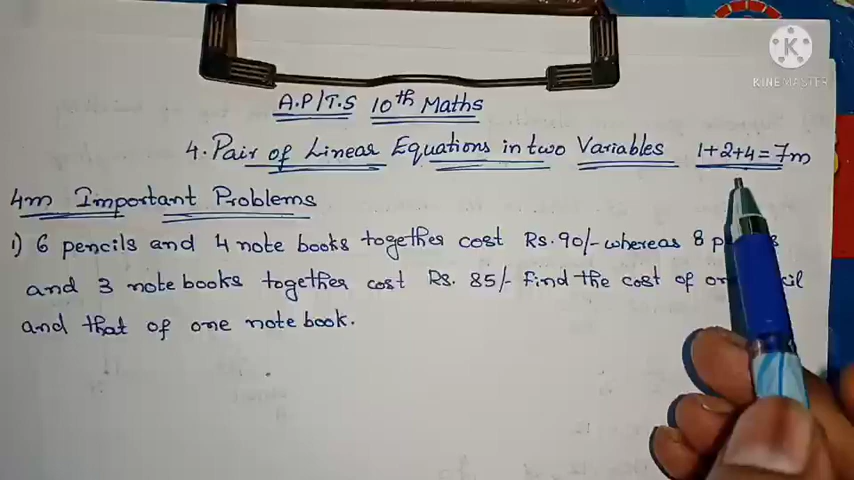 A.P/T.S 10th Maths
4. Pair of Linear Equations in two Variables 1+2+4=7m
4m Important Problems
1) 6 pencils and 4 note books together cost Rs.90/- whereas 8
and 3 note books together cost Rs. 85/- find the cost of
and that of one note book.
KINEMASTER